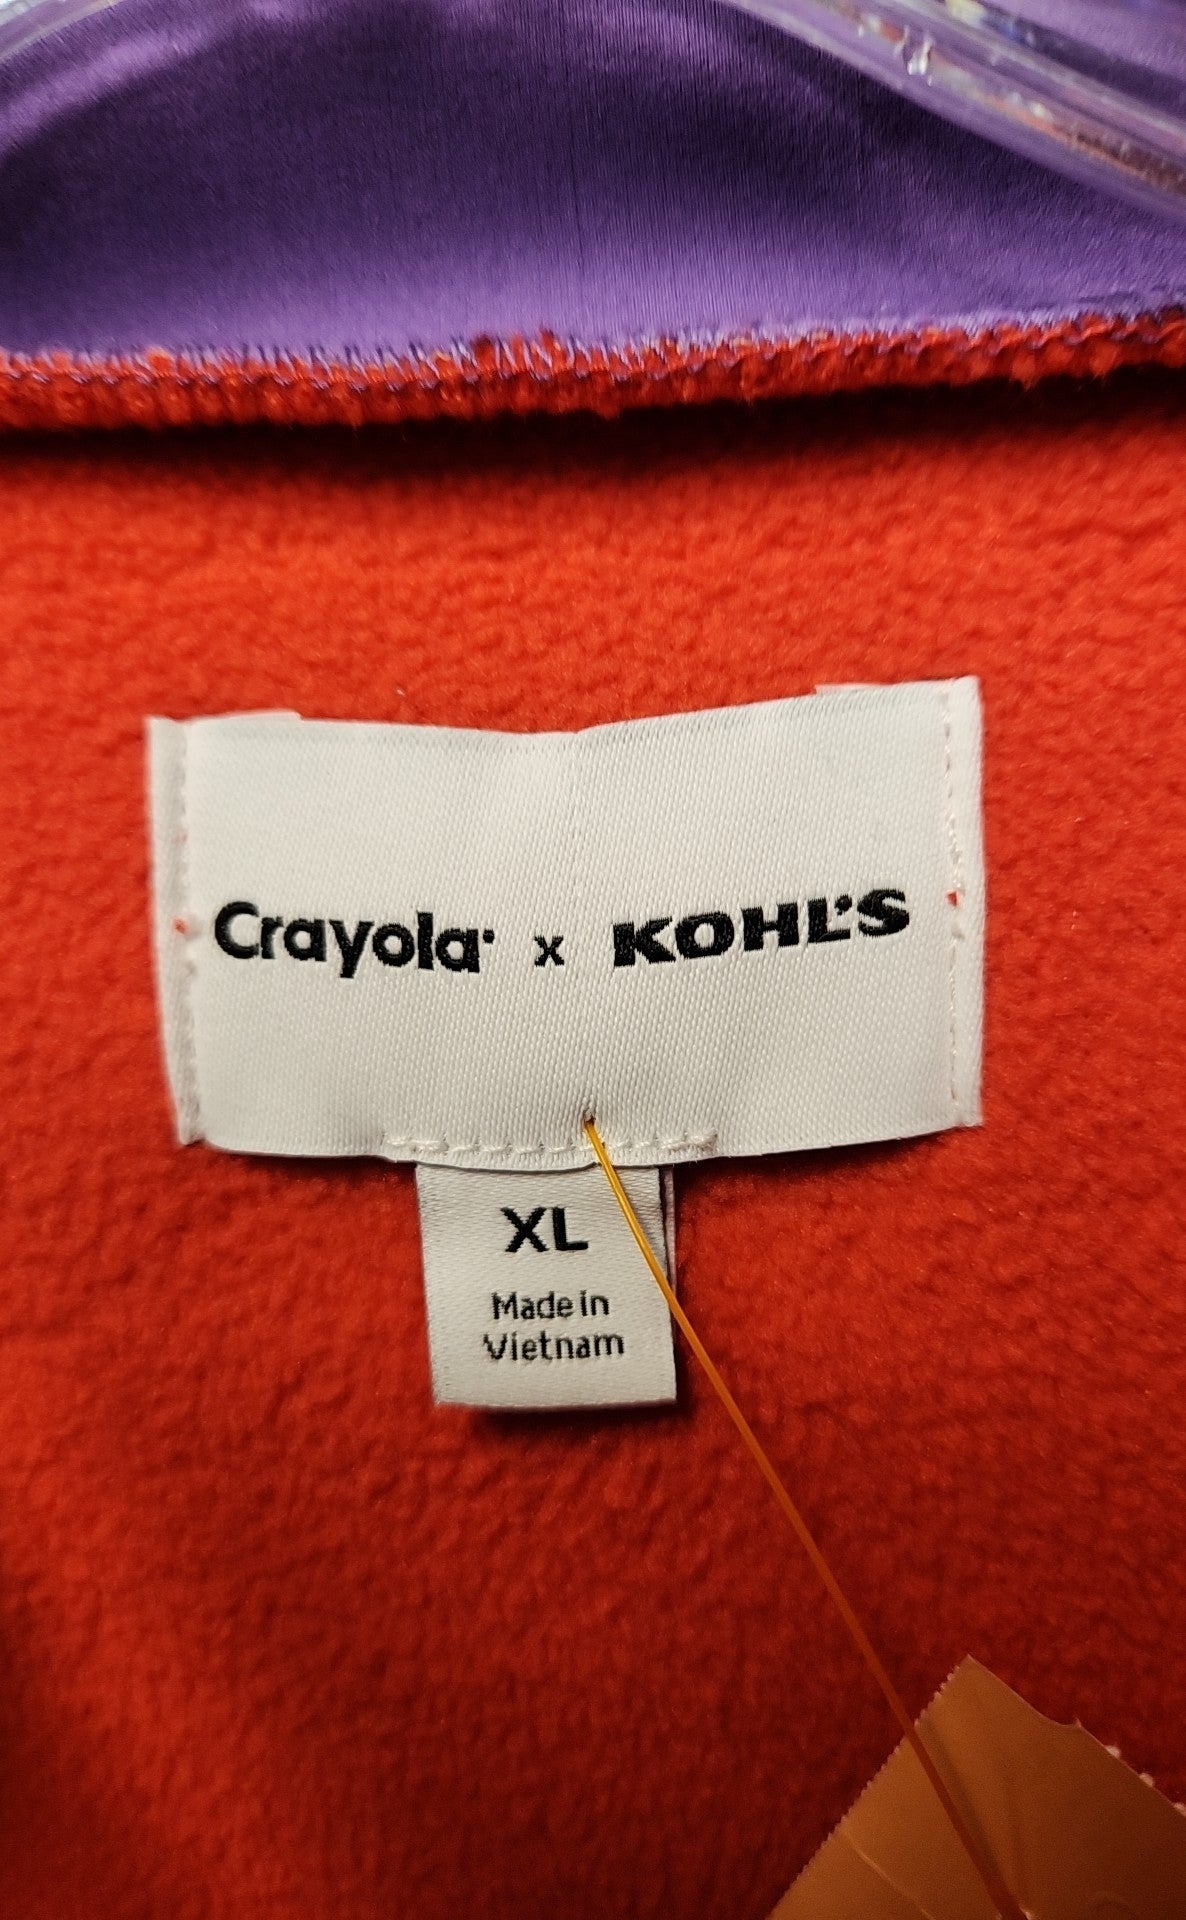 Crayola x KOHL'S
XL
Made in
Vietnam